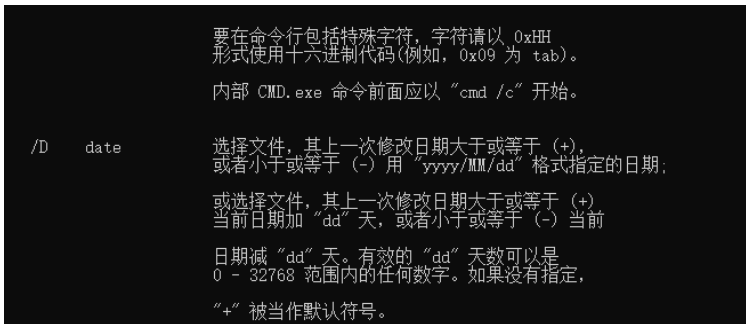 要在命令行包括特殊字符，字符请以 0xHH
形式使用十六进制代码(例如，0x09 为 tab)。
内部 CMD.exe 命令前面应以 "cmd /c" 开始。
/D    date    选择文件，其上一次修改日期大于或等于 (+)，
或者小于或等于 (-) 用 "yyyy/MM/dd" 格式指定的日期;
或选择文件，其上一次修改日期大于或等于 (+)
当前日期加 "dd" 天，或者小于或等于 (-) 当前
日期减 "dd" 天。有效的 "dd" 天数可以是
0 - 32768 范围内的任何数字。如果没有指定，
"+" 被当作默认符号。